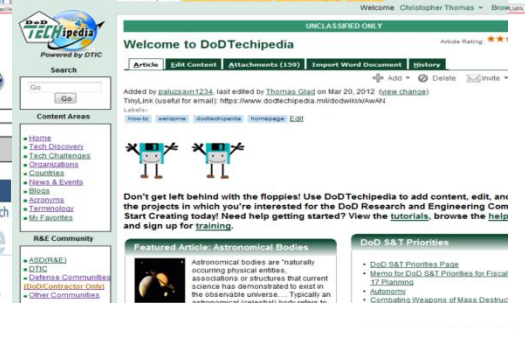 Welcome Christopher Thomas
Brow
UNCLASSIFIED ONLY
DoD
TECHipedia
Powered by DTIC
Welcome to DoDTechipedia
Article Rating:
Search
Go
Go
Article Edit Content Attachments (159) Import Word Document History
Add Delete Invite
Added by paluzsavn1234, last edited by Thomas Glad on Mar 20, 2012 (view change)
TinyLink (useful for email): https://www.dodtechipedia.mil/dodwiki/x/AwAN
Labels:
how-to welcome dodtechipedia homepage Edit
Content Areas
Home
Tech Discovery
Tech Challenges
Organizations
Countries
News & Events
Blogs
Acronyms
Terminology
My Favorites
Don't get left behind with the floppies! Use DoDTechipedia to add content, edit, and
the projects in which you're interested for the DoD Research and Engineering Com
Start Creating today! Need help getting started? View the tutorials, browse the help
and sign up for training.
R&E Community
ASD(R&E)
DTIC
Defense Communities
(DoD/Contractor Only)
Other Communities
Featured Article: Astronomical Bodies
Astronomical bodies are "naturally
occurring physical entities,
associations or structures that current
science has demonstrated to exist in
the observable universe.... Typically an
astronomical (celestial) body refers to
DoD S&T Priorities
DoD S&T Priorities Page
Memo for DoD S&T Priorities for Fiscal
17 Planning
Autonomy
Combating Weapons of Mass Destruc
ch